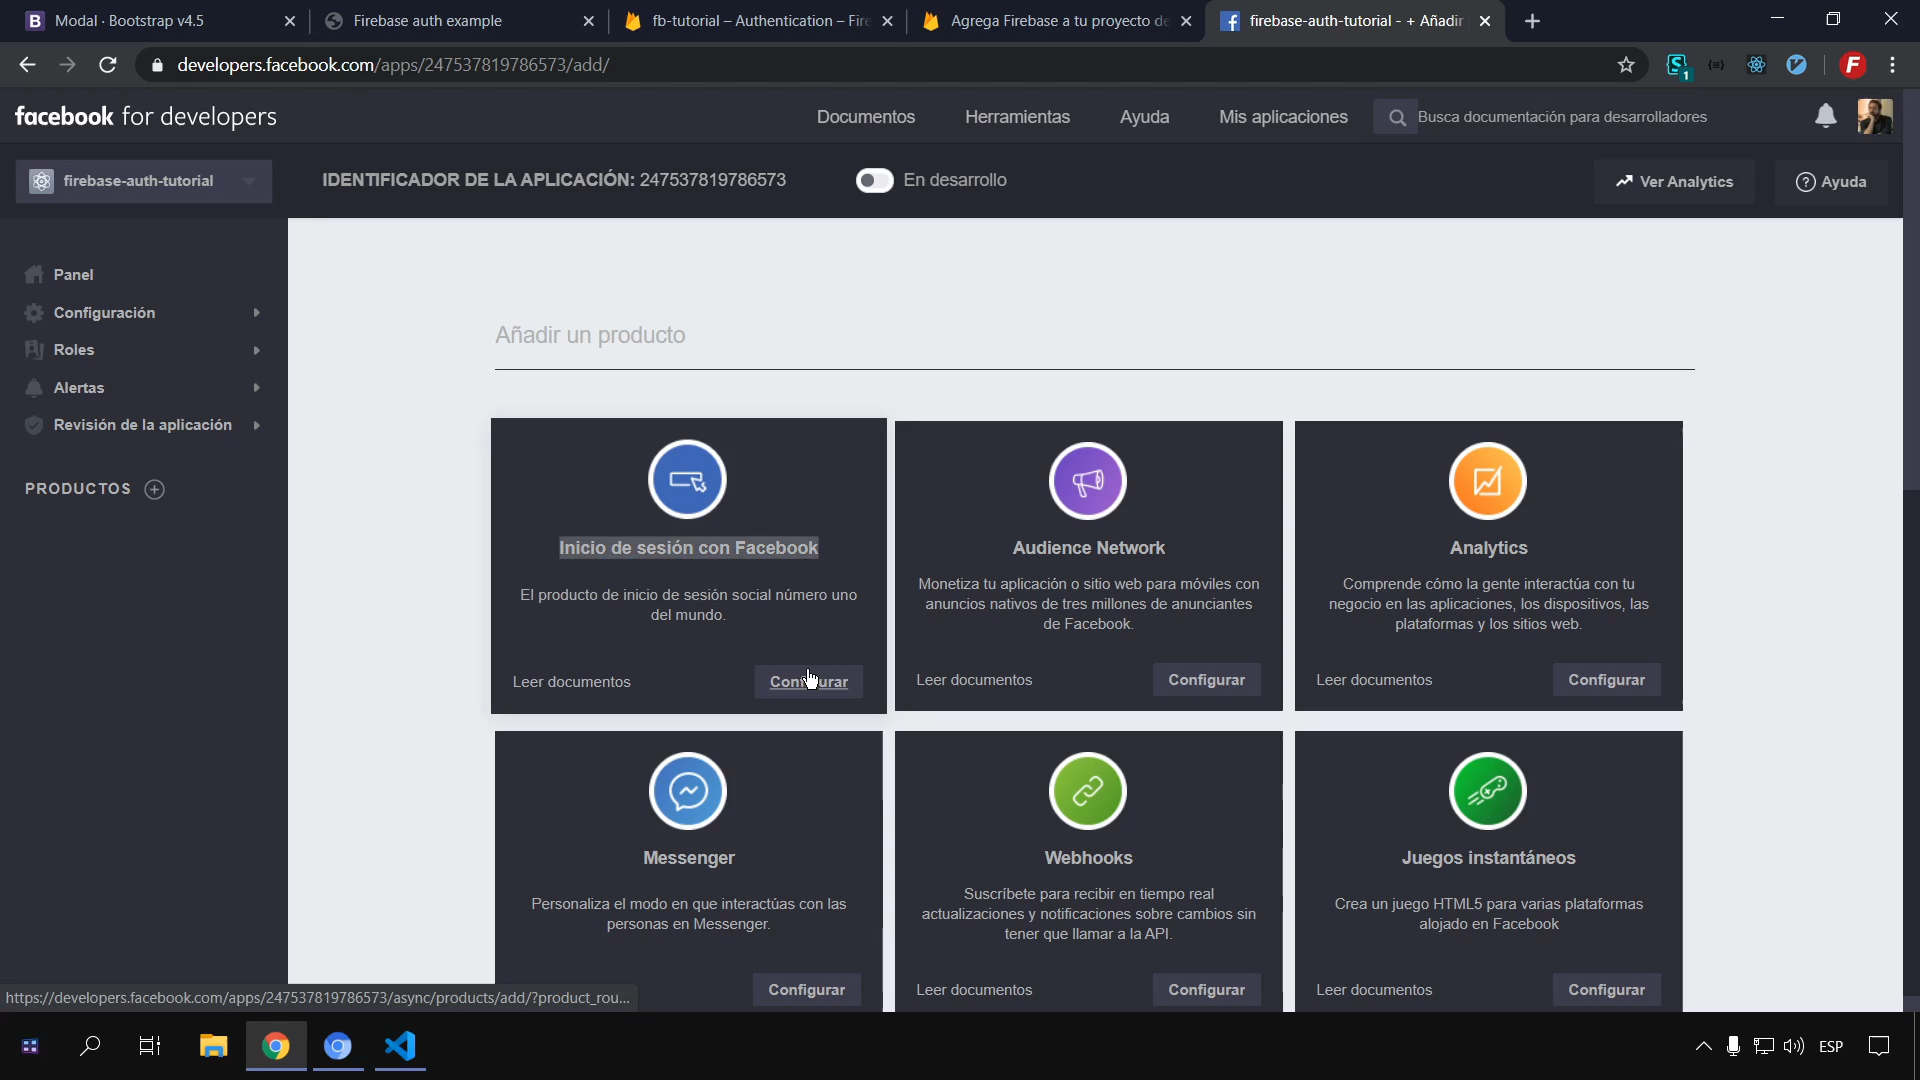 Modal · Bootstrap v4.5
Firebase auth example
fb-tutorial – Authentication – Fire
Agrega Firebase a tu proyecto de
firebase-auth-tutorial - + Añadir
developers.facebook.com/apps/247537819786573/add/
facebook for developers
Documentos
Herramientas
Ayuda
Mis aplicaciones
Busca documentación para desarrolladores
firebase-auth-tutorial
IDENTIFICADOR DE LA APLICACIÓN: 247537819786573
En desarrollo
Ver Analytics
Ayuda
Panel
Configuración
Roles
Alertas
Revisión de la aplicación
PRODUCTOS
Añadir un producto
Inicio de sesión con Facebook
El producto de inicio de sesión social número uno
del mundo.
Leer documentos
Configurar
Audience Network
Monetiza tu aplicación o sitio web para móviles con
anuncios nativos de tres millones de anunciantes
de Facebook.
Leer documentos
Configurar
Analytics
Comprende cómo la gente interactúa con tu
negocio en las aplicaciones, los dispositivos, las
plataformas y los sitios web.
Leer documentos
Configurar
Messenger
Personaliza el modo en que interactúas con las
personas en Messenger.
Configurar
Webhooks
Suscríbete para recibir en tiempo real
actualizaciones y notificaciones sobre cambios sin
tener que llamar a la API.
Leer documentos
Configurar
Juegos instantáneos
Crea un juego HTML5 para varias plataformas
alojado en Facebook
Leer documentos
Configurar
https://developers.facebook.com/apps/247537819786573/async/products/add/?product_rou...
ESP